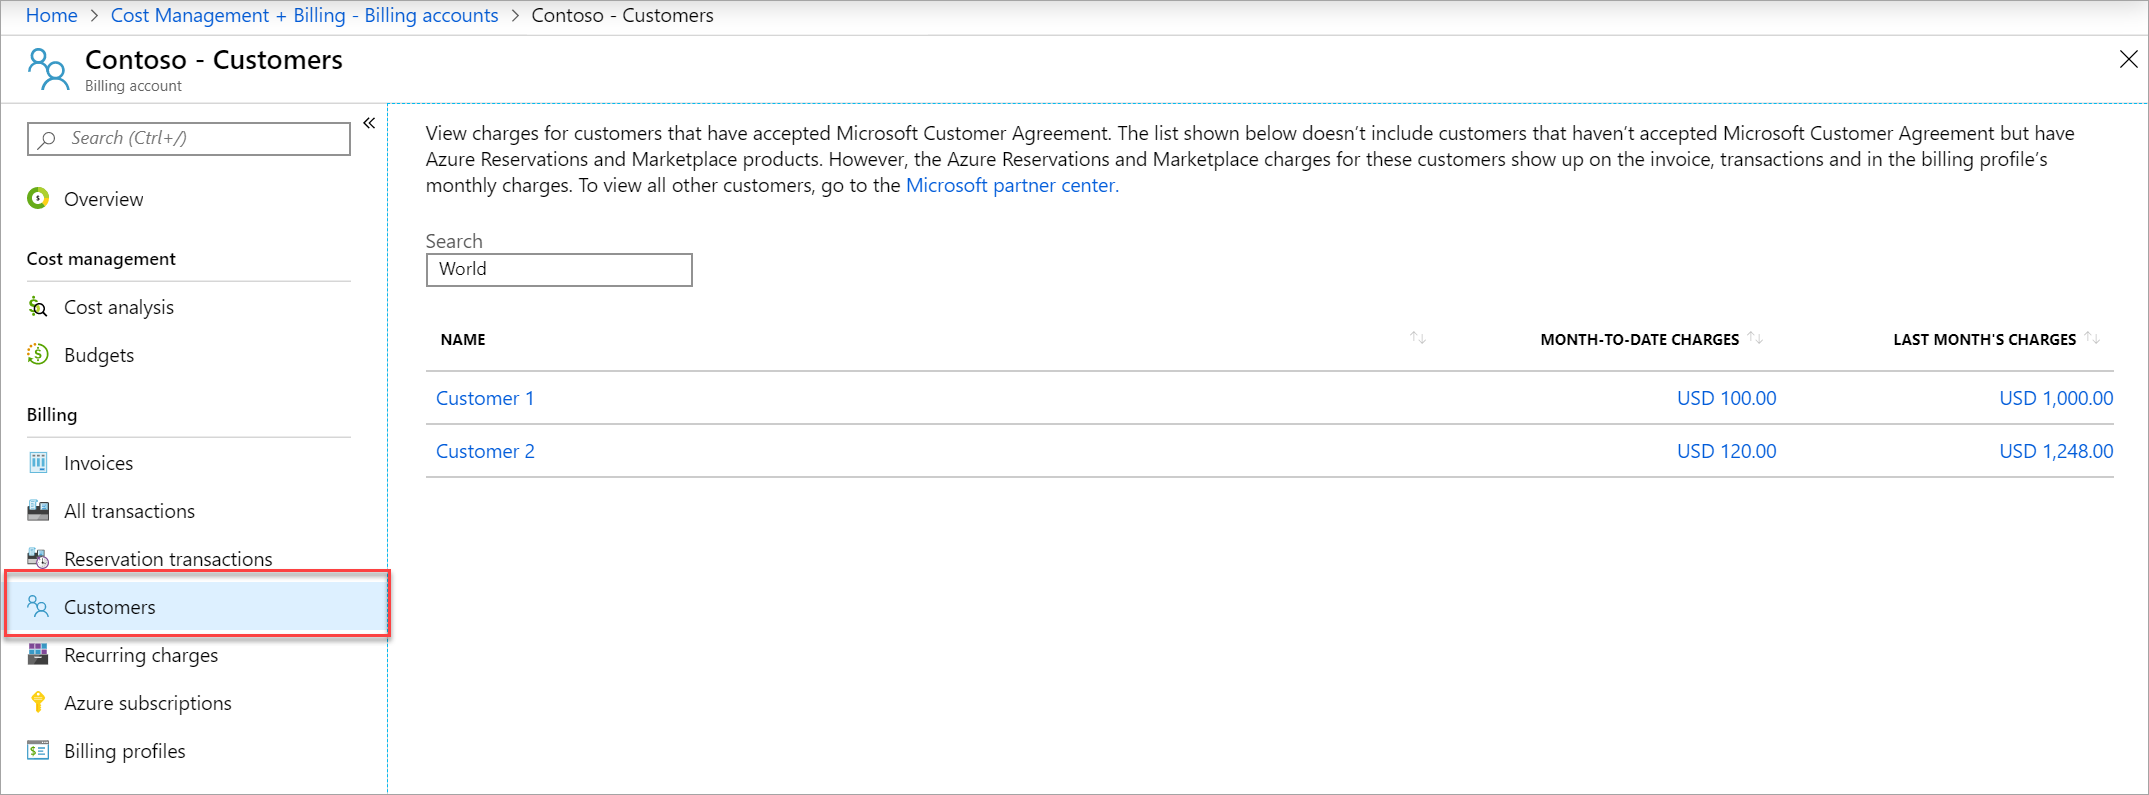 Home > Cost Management + Billing - Billing accounts > Contoso - Customers
Contoso - Customers
Billing account
Search (Ctrl+/)
Overview
Cost management
Cost analysis
Budgets
Billing
Invoices
All transactions
Reservation transactions
Customers
Recurring charges
Azure subscriptions
Billing profiles
View charges for customers that have accepted Microsoft Customer Agreement. The list shown below doesn’t include customers that haven’t accepted Microsoft Customer Agreement but have
Azure Reservations and Marketplace products. However, the Azure Reservations and Marketplace charges for these customers show up on the invoice, transactions and in the billing profile’s
monthly charges. To view all other customers, go to the Microsoft partner center.
Search
World
NAME MONTH-TO-DATE CHARGES LAST MONTH'S CHARGES
Customer 1 USD 100.00 USD 1,000.00
Customer 2 USD 120.00 USD 1,248.00